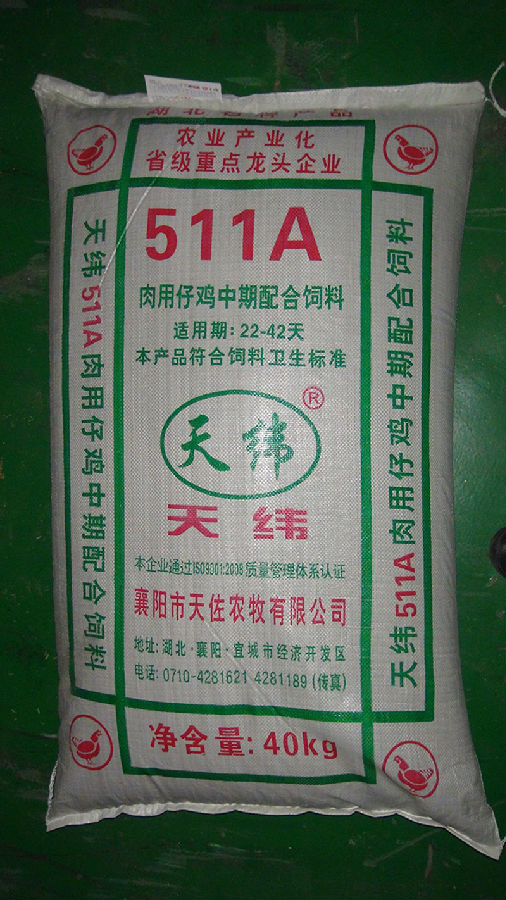 农业产业化
省级重点龙头企业
511A
肉用仔鸡中期配合饲料
适用期:22-42天
本产品符合饲料卫生标准
天纬®
天纬
本企业通过ISO9001:2008质量管理体系认证
襄阳市天佐农牧有限公司
地址:湖北·襄阳·宜城市经济开发区
电话:0710-4281621 4281189(传真)
净含量:40kg
天纬511A肉用仔鸡中期配合饲料
天纬511A肉用仔鸡中期配合饲料